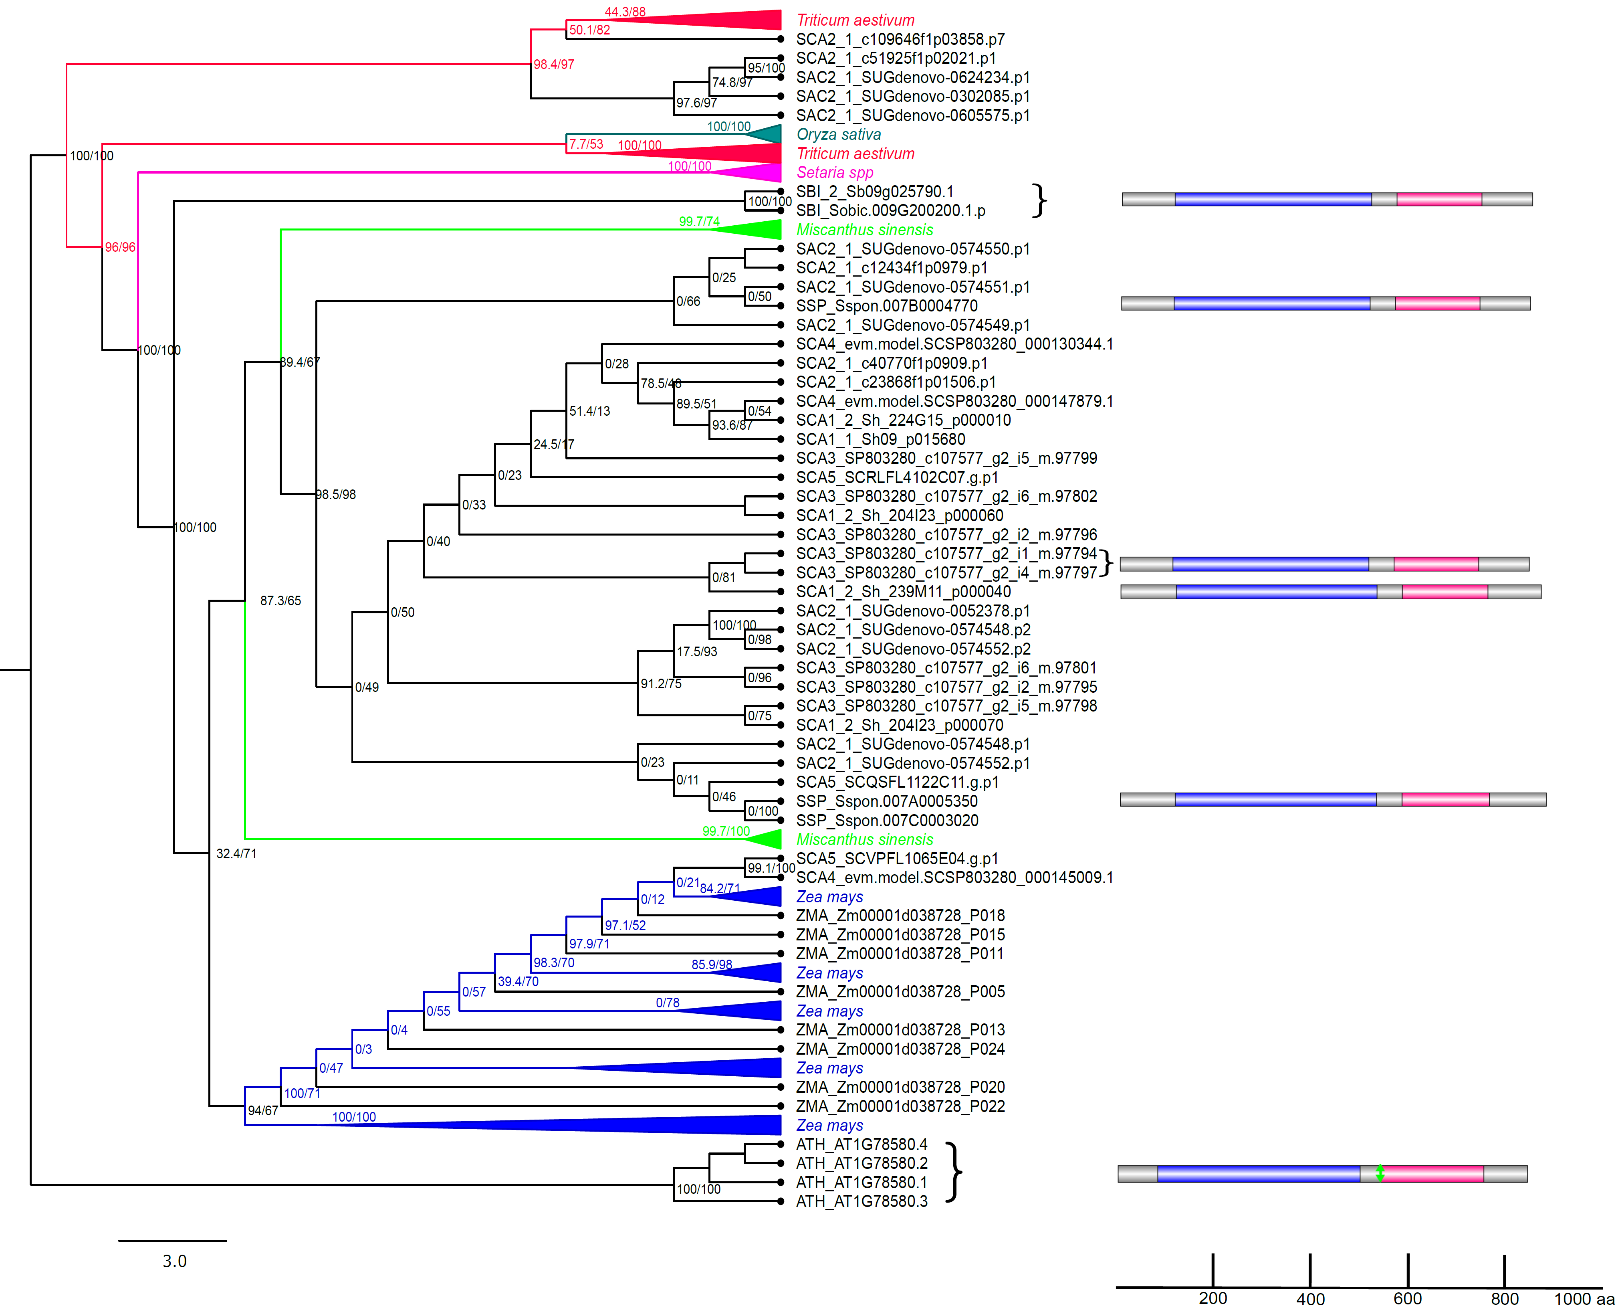 44.3/88
Triticum aestivum
50.1/82
SCA2_1_c109646f1p03858.p7
98.4/97
SCA2_1_c51925f1p02021.p1
95/100
SAC2_1_SUGdenovo-0624234.p1
74.8/97
SAC2_1_SUGdenovo-0302085.p1
97.6/97
SAC2_1_SUGdenovo-0605575.p1
100/100
Oryza sativa
7.7/53
100/100
Triticum aestivum
100/100
100/100
Setaria spp
SBI_2_Sb09g025790.1
100/100
SBI_Sobic.009G200200.1.p
}
99.7/74
Miscanthus sinensis
96/96
SAC2_1_SUGdenovo-0574550.p1
SCA2_1_c12434f1p0979.p1
0/25
SAC2_1_SUGdenovo-0574551.p1
0/50
0/66
SSP_Sspon.007B0004770
SAC2_1_SUGdenovo-0574549.p1
SCA4_evm.model.SCSP803280_000130344.1
100/100
89.4/67
0/28
SCA2_1_c40770f1p0909.p1
78.5/48
SCA2_1_c23868f1p01506.p1
89.5/51
SCA4_evm.model.SCSP803280_000147879.1
0/54
51.4/13
SCA1_2_Sh_224G15_p000010
93.6/87
SCA1_1_Sh09_p015680
24.5/17
SCA3_SP803280_c107577_g2_i5_m.97799
0/23
SCA5_SCRLFL4102C07.g.p1
98.5/98
SCA3_SP803280_c107577_g2_i6_m.97802
0/33
SCA1_2_Sh_204I23_p000060
100/100
SCA3_SP803280_c107577_g2_i2_m.97796
0/40
SCA3_SP803280_c107577_g2_i1_m.97794
}
0/81
SCA3_SP803280_c107577_g2_i4_m.97797
SCA1_2_Sh_239M11_p000040
87.3/65
0/50
SAC2_1_SUGdenovo-0052378.p1
100/100
SAC2_1_SUGdenovo-0574548.p2
0/98
17.5/93
SAC2_1_SUGdenovo-0574552.p2
SCA3_SP803280_c107577_g2_i6_m.97801
0/96
91.2/75
0/49
SCA3_SP803280_c107577_g2_i2_m.97795
SCA3_SP803280_c107577_g2_i5_m.97798
0/75
SCA1_2_Sh_204I23_p000070
SAC2_1_SUGdenovo-0574548.p1
0/23
SAC2_1_SUGdenovo-0574552.p1
0/11
SCA5_SCQSFL1122C11.g.p1
0/46
SSP_Sspon.007A0005350
0/100
SSP_Sspon.007C0003020
99.7/100
Miscanthus sinensis
32.4/71
SCA5_SCVPFL1065E04.g.p1
99.1/100
SCA4_evm.model.SCSP803280_000145009.1
0/21
84.2/71
Zea mays
0/12
ZMA_Zm00001d038728_P018
97.1/52
ZMA_Zm00001d038728_P015
97.9/71
ZMA_Zm00001d038728_P011
98.3/70
85.9/98
Zea mays
39.4/70
0/57
ZMA_Zm00001d038728_P005
0/78
0/55
Zea mays
0/4
ZMA_Zm00001d038728_P013
0/3
ZMA_Zm00001d038728_P024
0/47
Zea mays
100/71
ZMA_Zm00001d038728_P020
94/67
ZMA_Zm00001d038728_P022
100/100
Zea mays
ATH_AT1G78580.4
ATH_AT1G78580.2
}
100/100
ATH_AT1G78580.1
ATH_AT1G78580.3
3.0
200 400 600 800 1000 aa